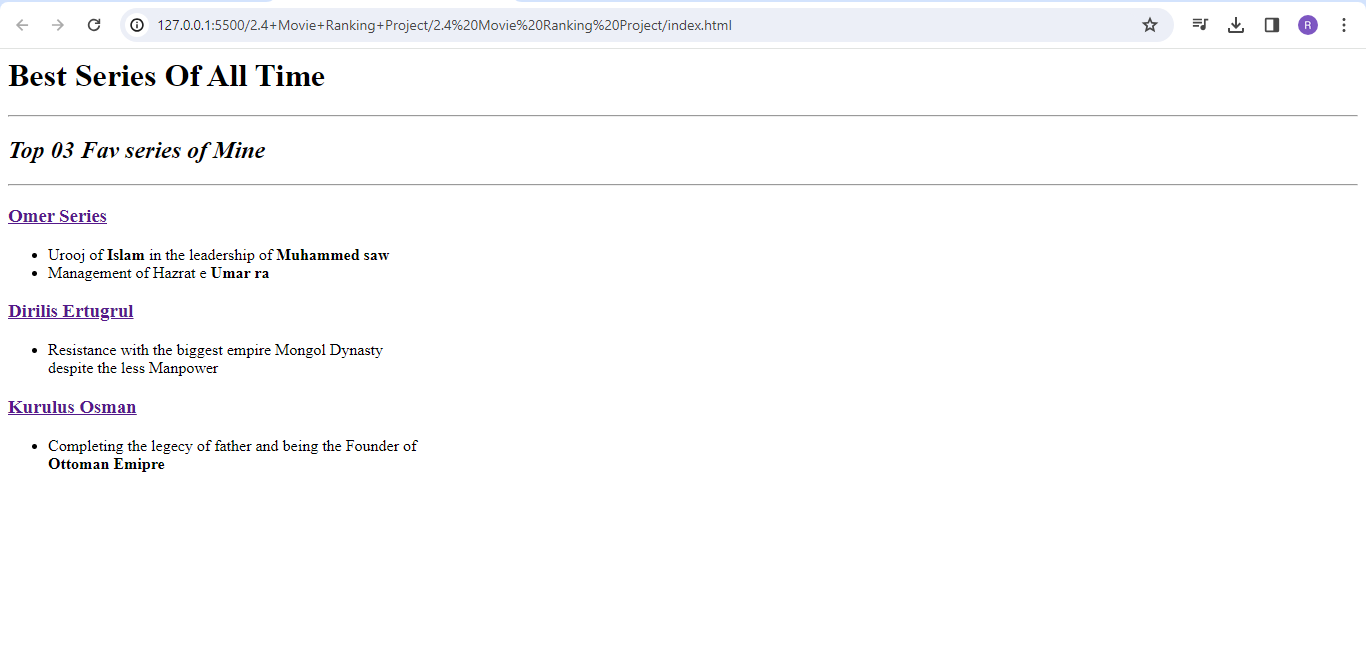 127.0.0.1:5500/2.4+Movie+Ranking+Project/2.4%20Movie%20Ranking%20Project/index.html
R
Best Series Of All Time
Top 03 Fav series of Mine
Omer Series
Urooj of Islam in the leadership of Muhammed saw
Management of Hazrat e Umar ra
Dirilis Ertugrul
Resistance with the biggest empire Mongol Dynasty
despite the less Manpower
Kurulus Osman
Completing the legecy of father and being the Founder of
Ottoman Emipre